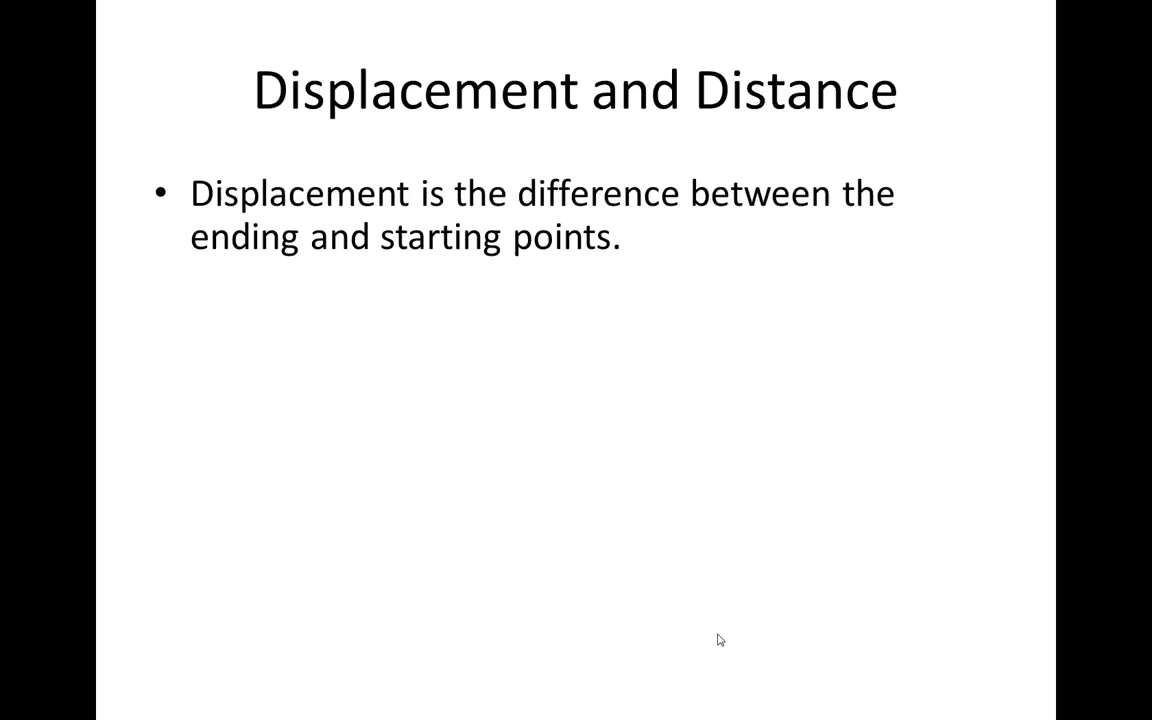 Displacement and Distance
• Displacement is the difference between the
ending and starting points.